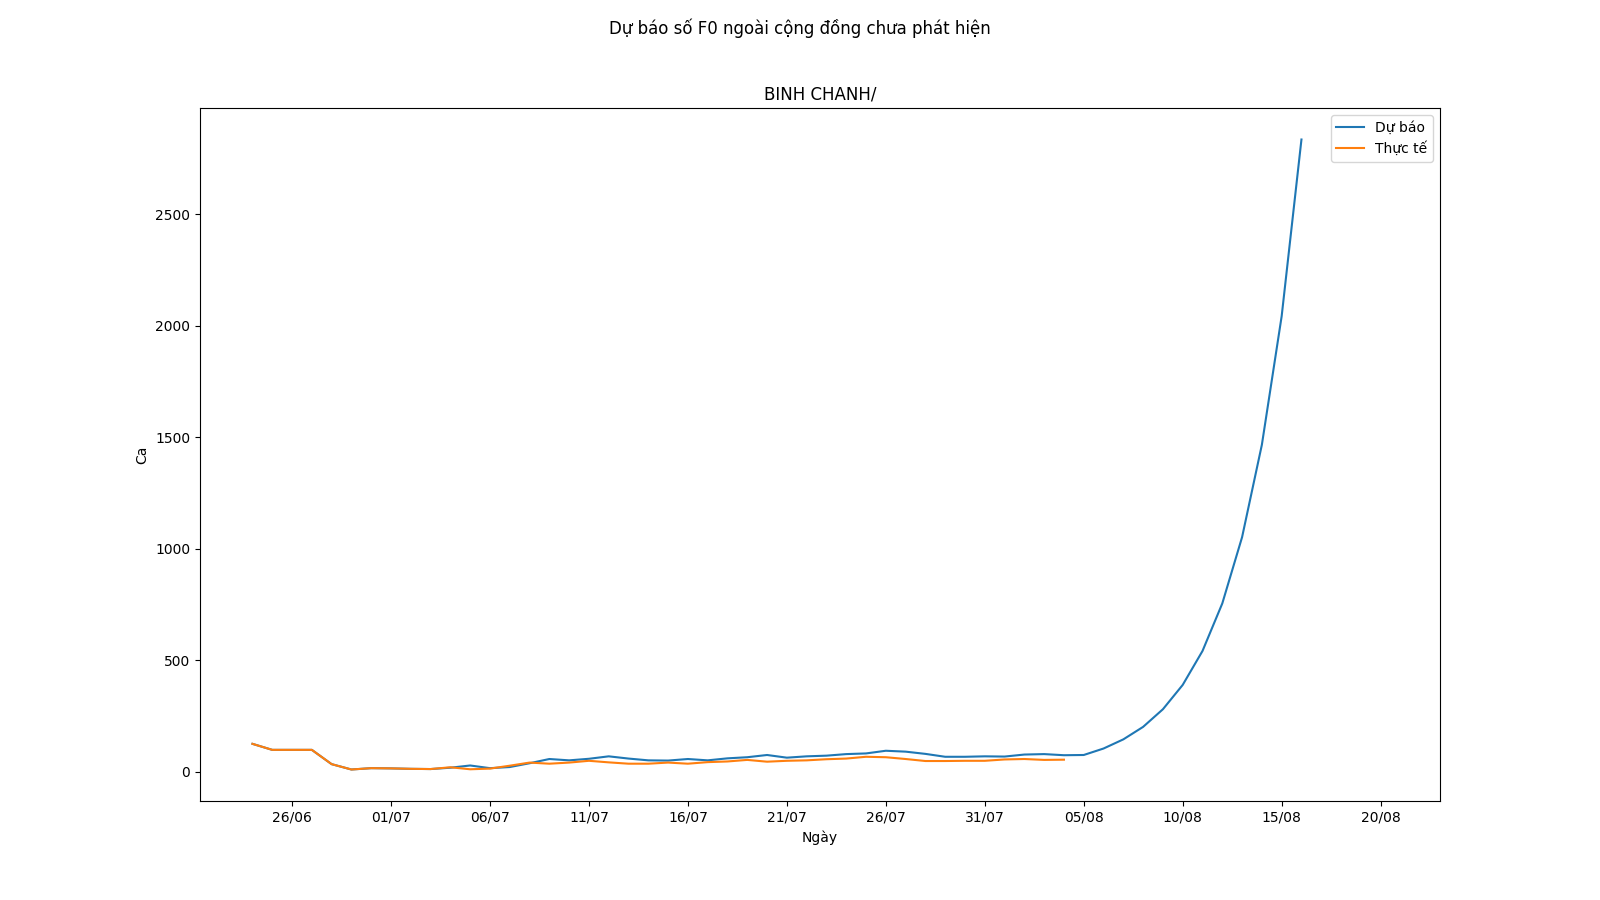 Dự báo số F0 ngoài cộng đồng chưa phát hiện
BINH CHANH/
Dự báo
Thực tế
2500
2000
1500
1000
500
0
Ca
26/06 01/07 06/07 11/07 16/07 21/07 26/07 31/07 05/08 10/08 15/08 20/08
Ngày